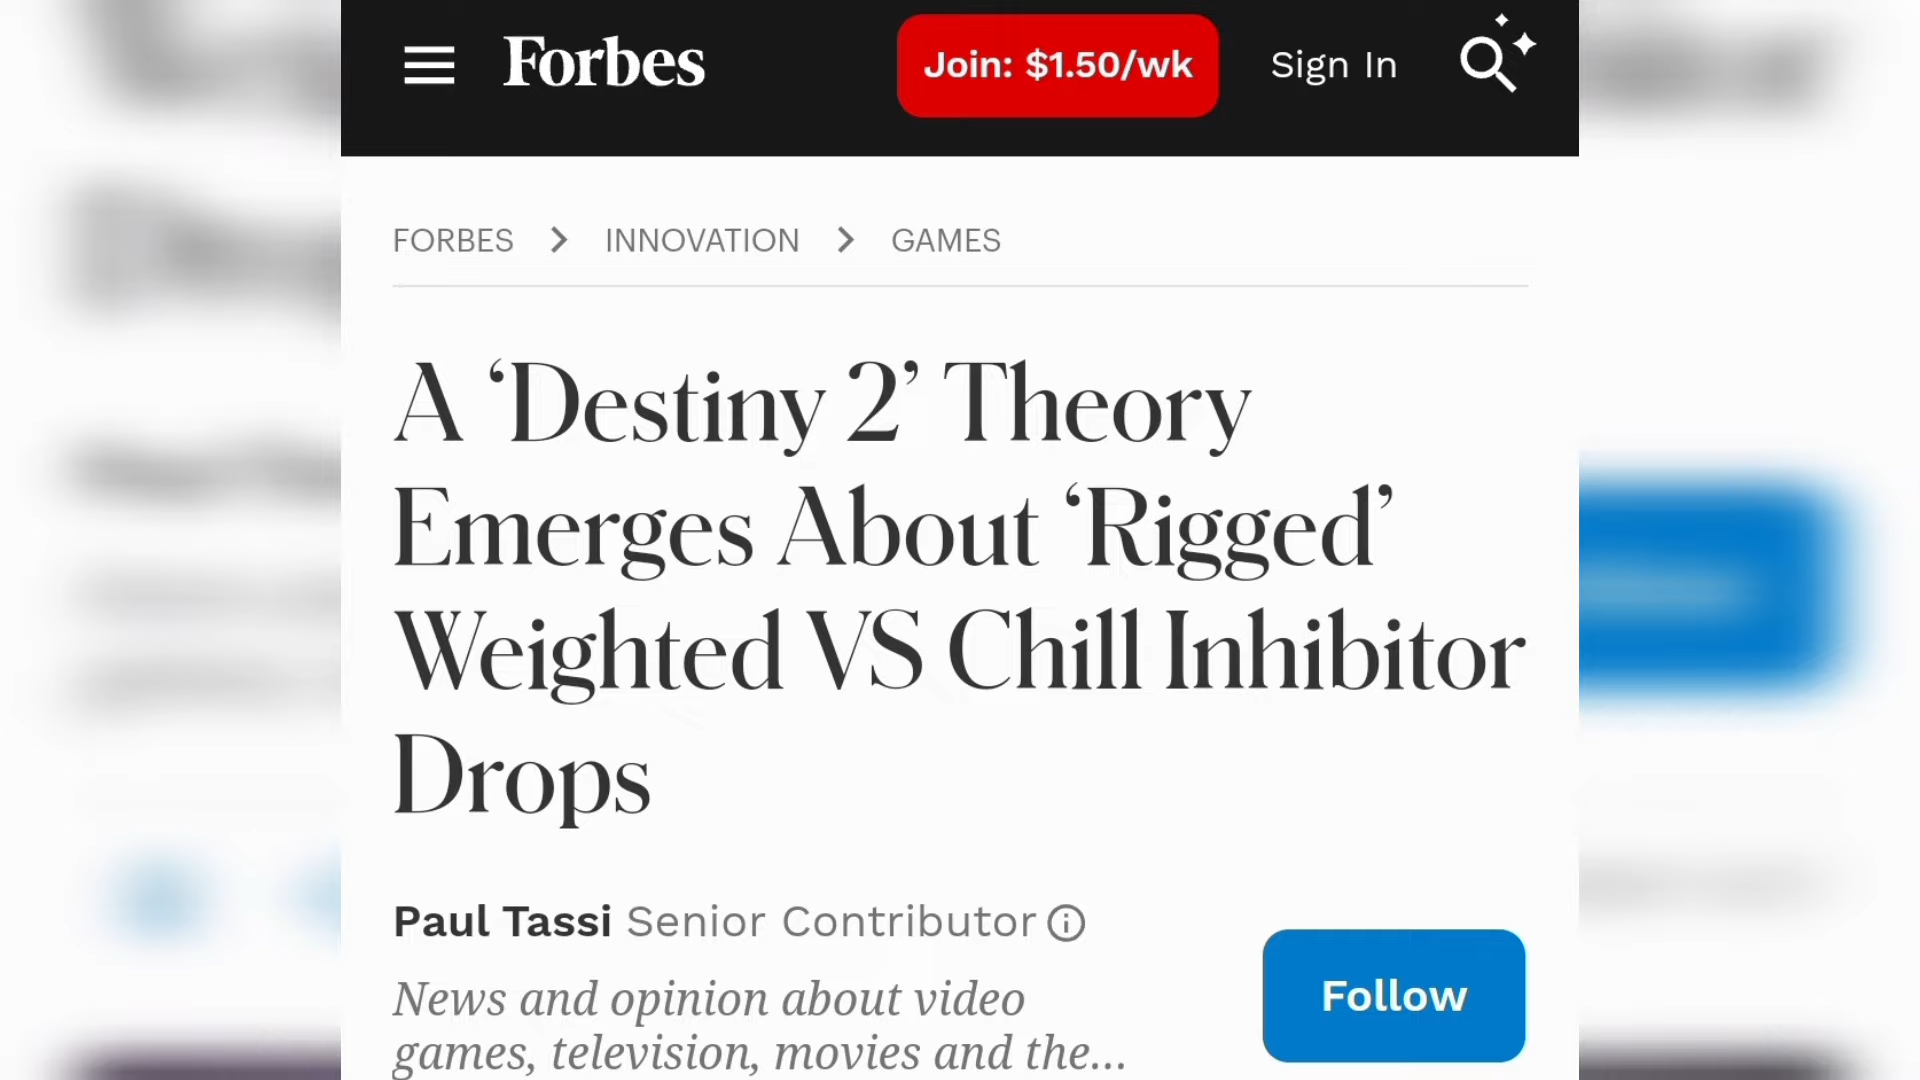 Forbes
Join: $1.50/wk
Sign In
FORBES > INNOVATION > GAMES
A ‘Destiny 2’ Theory
Emerges About ‘Rigged’
Weighted VS Chill Inhibitor
Drops
Paul Tassi Senior Contributor
News and opinion about video
games, television, movies and the...
Follow